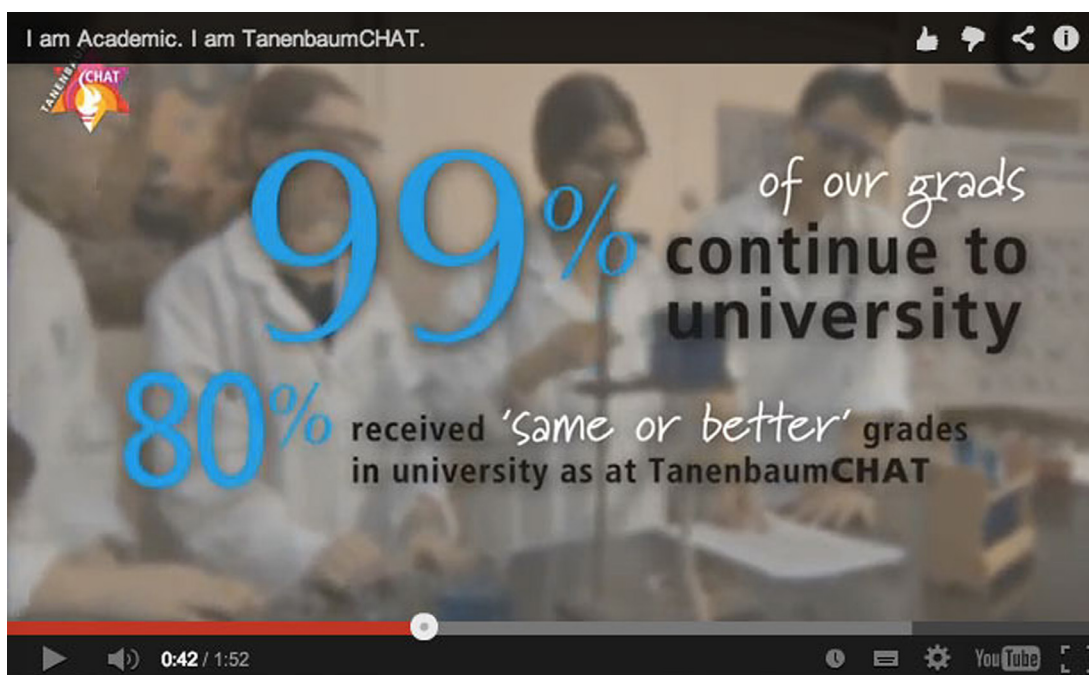 I am Academic. I am TanenbaumCHAT.
TANENBAUM
CHAT
99% of our grads
continue to
university
80% received 'same or better' grades
in university as at TanenbaumCHAT
0:42 / 1:52
YouTube